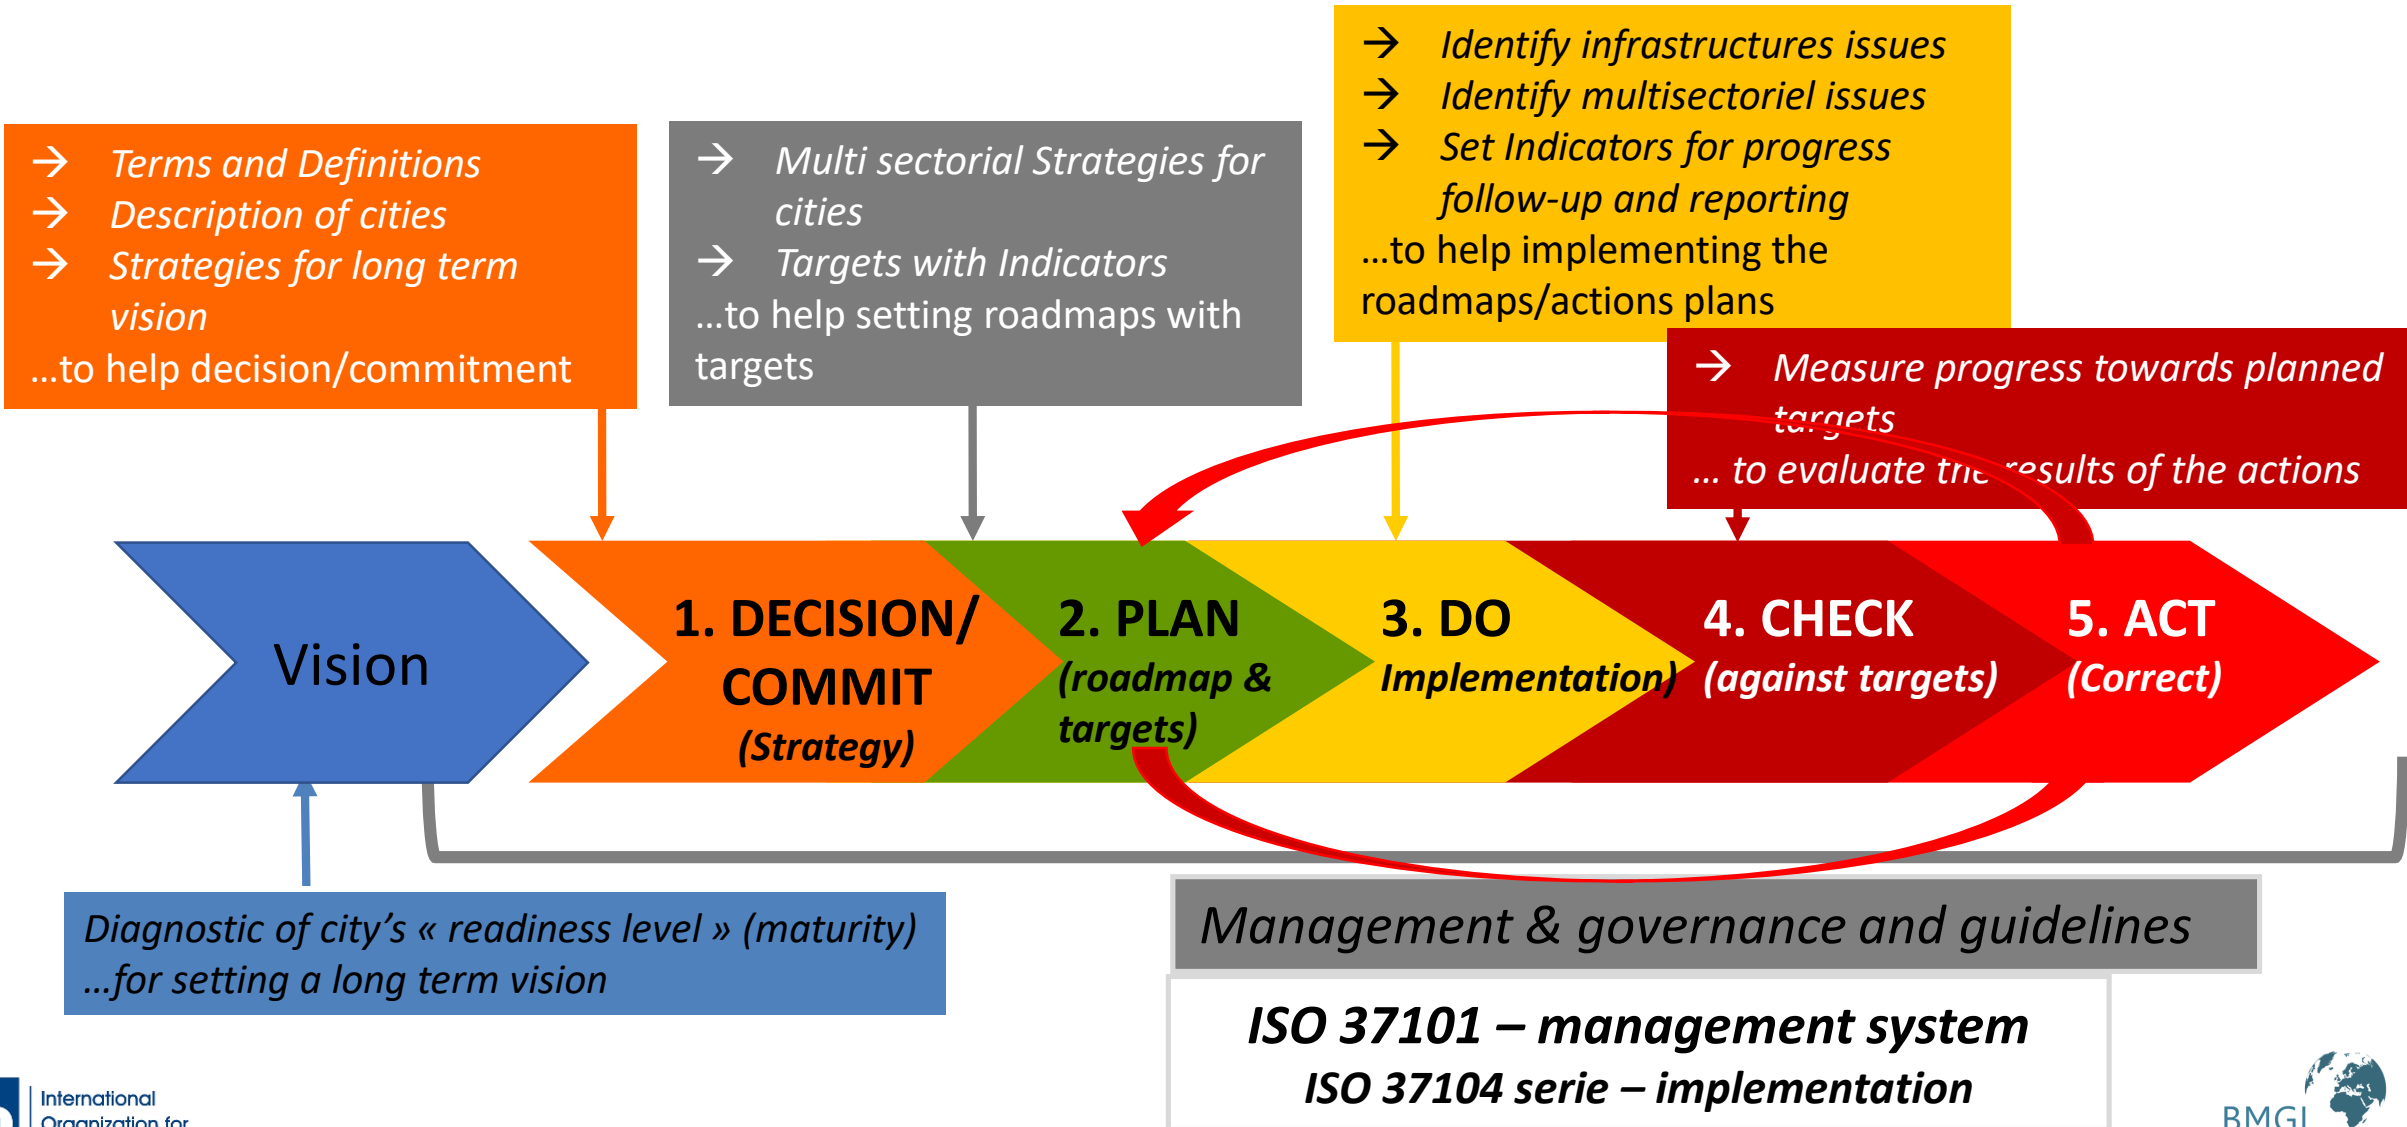 → Identify infrastructures issues
→ Identify multisectoriel issues
→ Set Indicators for progress
follow-up and reporting
…to help implementing the
roadmaps/actions plans
→ Terms and Definitions
→ Description of cities
→ Strategies for long term
vision
…to help decision/commitment
→ Multi sectorial Strategies for
cities
→ Targets with Indicators
…to help setting roadmaps with
targets
→ Measure progress towards planned
targets
… to evaluate the results of the actions
Vision
1. DECISION/
COMMIT
(Strategy)
2. PLAN
(roadmap &
targets)
3. DO
Implementation)
4. CHECK
(against targets)
5. ACT
(Correct)
Diagnostic of city’s « readiness level » (maturity)
…for setting a long term vision
Management & governance and guidelines
ISO 37101 – management system
ISO 37104 serie – implementation
International
Organization for
BMGI